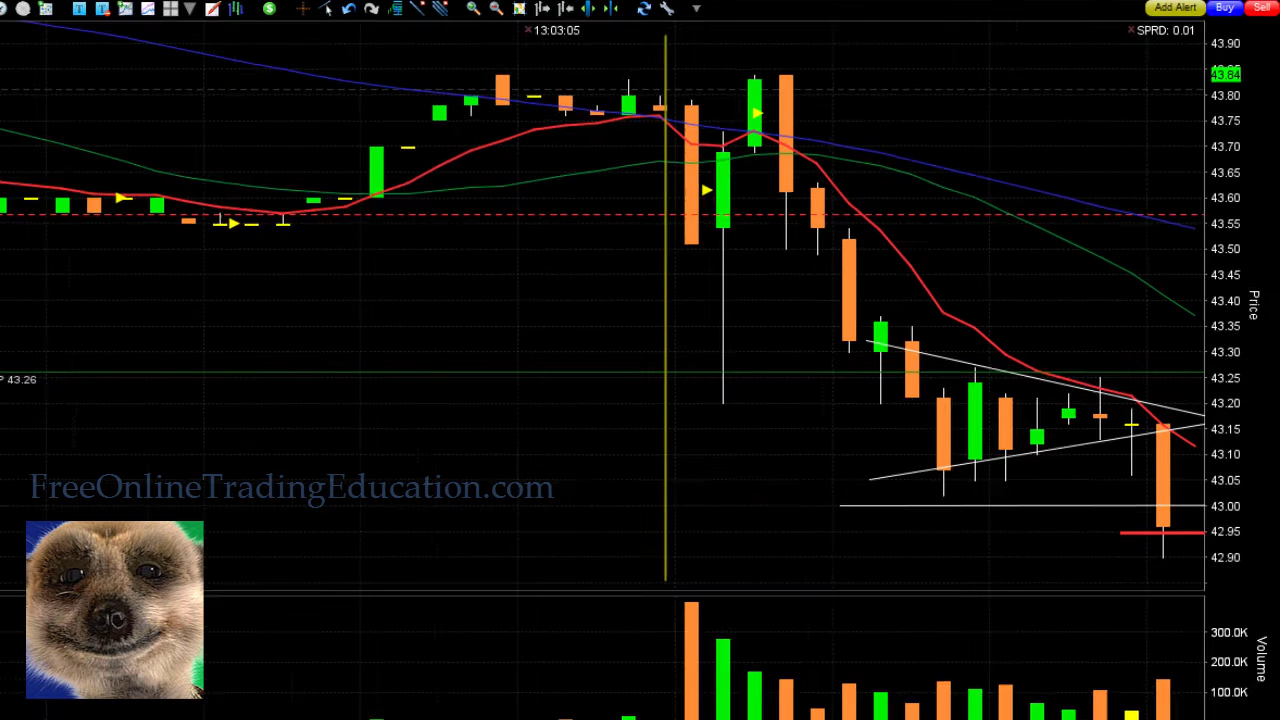 Add Alert Buy Sell
13:03:05 SPRD: 0.01
43.90
43.84
43.80
43.75
43.70
43.65
43.60
43.55
43.50
43.45
43.40
43.35
43.30
43.25
43.20
43.15
43.10
43.05
43.00
42.95
42.90
Price
P 43.26
FreeOnlineTradingEducation.com
300.0K
200.0K
100.0K
Volume